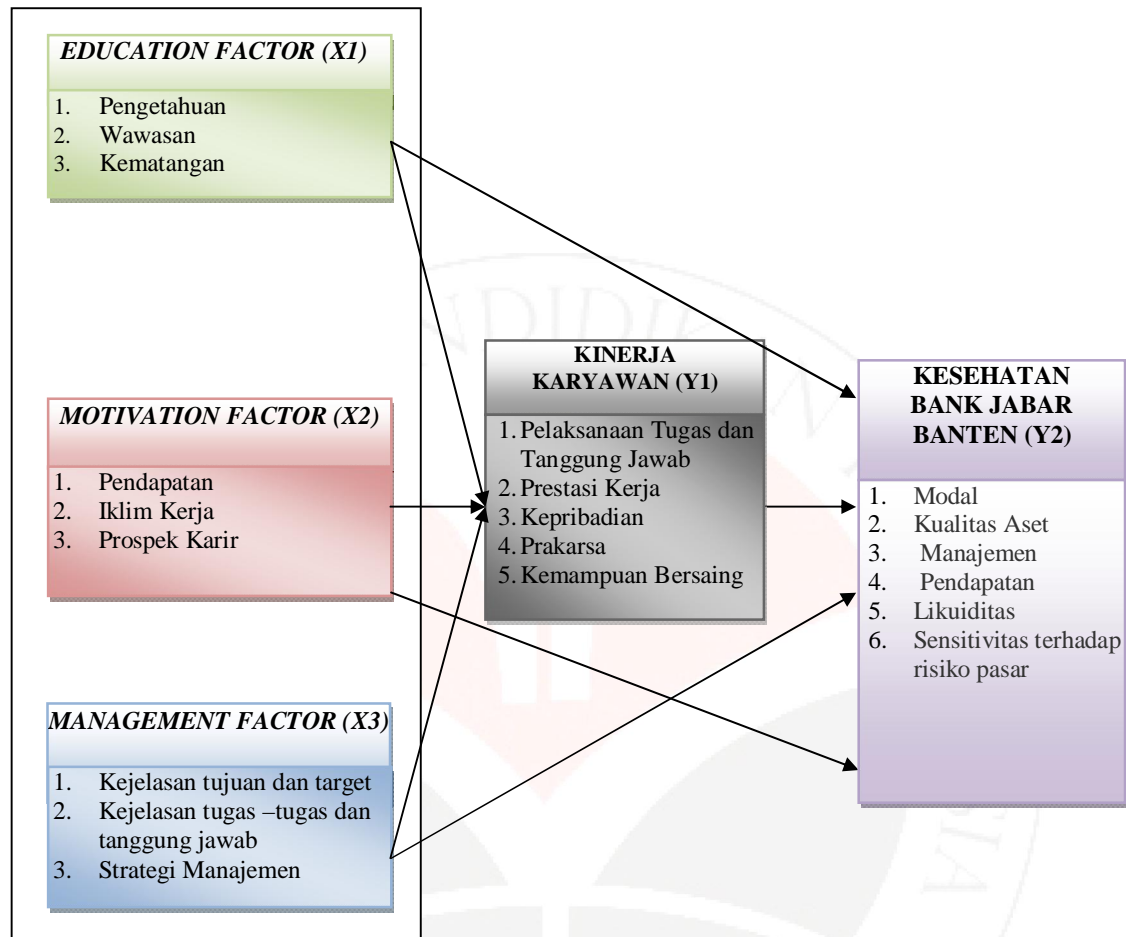 EDUCATION FACTOR (X1)
1. Pengetahuan
2. Wawasan
3. Kematangan
MOTIVATION FACTOR (X2)
1. Pendapatan
2. Iklim Kerja
3. Prospek Karir
MANAGEMENT FACTOR (X3)
1. Kejelasan tujuan dan target
2. Kejelasan tugas –tugas dan
tanggung jawab
3. Strategi Manajemen
KINERJA
KARYAWAN (Y1)
1. Pelaksanaan Tugas dan
Tanggung Jawab
2. Prestasi Kerja
3. Kepribadian
4. Prakarsa
5. Kemampuan Bersaing
KESEHATAN
BANK JABAR
BANTEN (Y2)
1. Modal
2. Kualitas Aset
3. Manajemen
4. Pendapatan
5. Likuiditas
6. Sensitivitas terhadap
risiko pasar